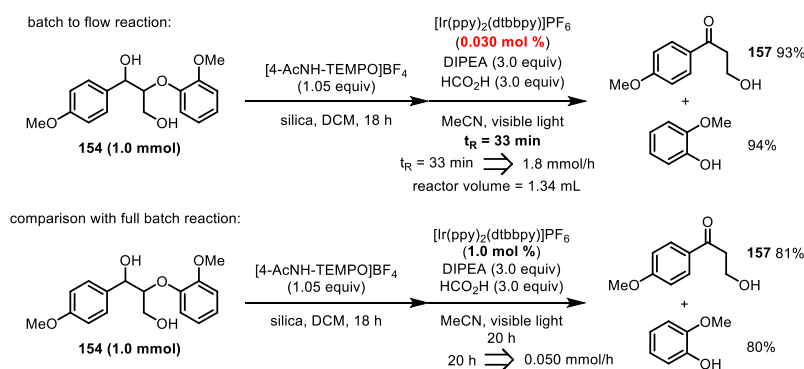 batch to flow reaction:
OH
OMe
O
OH
MeO
154 (1.0 mmol)
[4-AcNH-TEMPO]BF4
(1.05 equiv)
silica, DCM, 18 h
[Ir(ppy)2(dtbbpy)]PF6
(0.030 mol %)
DIPEA (3.0 equiv)
HCO2H (3.0 equiv)
MeCN, visible light
tR = 33 min
tR = 33 min 1.8 mmol/h
reactor volume = 1.34 mL
O
157 93%
MeO
OH
+
OMe
OH
94%
comparison with full batch reaction:
OH
OMe
O
OH
MeO
154 (1.0 mmol)
[4-AcNH-TEMPO]BF4
(1.05 equiv)
silica, DCM, 18 h
[Ir(ppy)2(dtbbpy)]PF6
(1.0 mol %)
DIPEA (3.0 equiv)
HCO2H (3.0 equiv)
MeCN, visible light
20 h
20 h 0.050 mmol/h
O
157 81%
MeO
OH
+
OMe
OH
80%